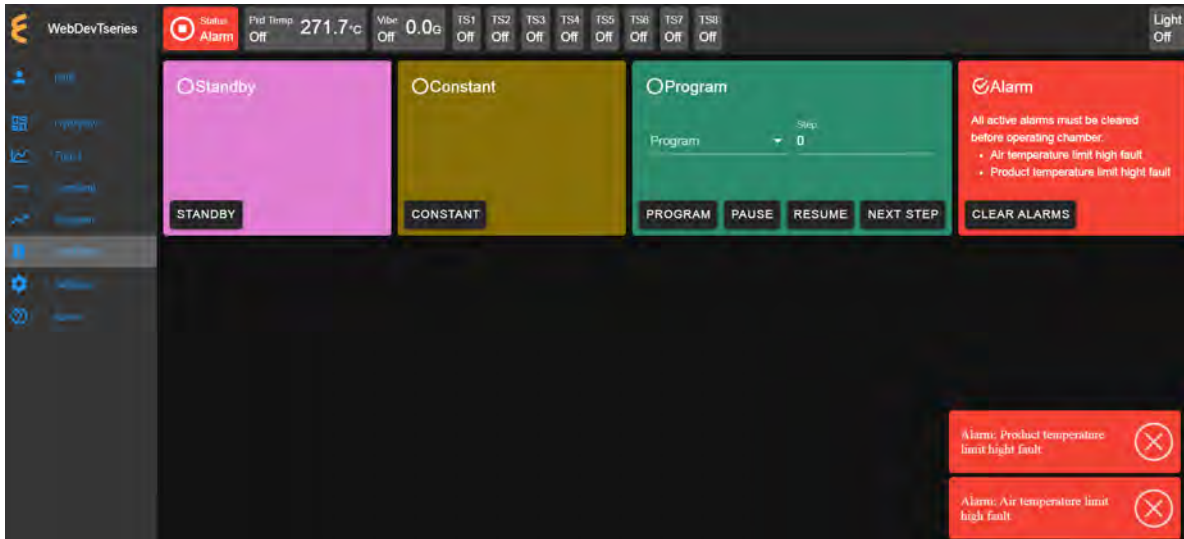 WebDevTseries
Status
Alarm
Prd Temp
Off
271.7°C
Vibe
Off
0.0G
TS1
Off
TS2
Off
TS3
Off
TS4
Off
TS5
Off
TS6
Off
TS7
Off
TS8
Off
Light
Off
Standby
STANDBY
Constant
CONSTANT
Program
Program
Step
0
PROGRAM
PAUSE
RESUME
NEXT STEP
Alarm
All active alarms must be cleared
before operating chamber.
• Air temperature limit high fault
• Product temperature limit hight fault
CLEAR ALARMS
Alarm: Product temperature
limit hight fault
Alarm: Air temperature limit
high fault